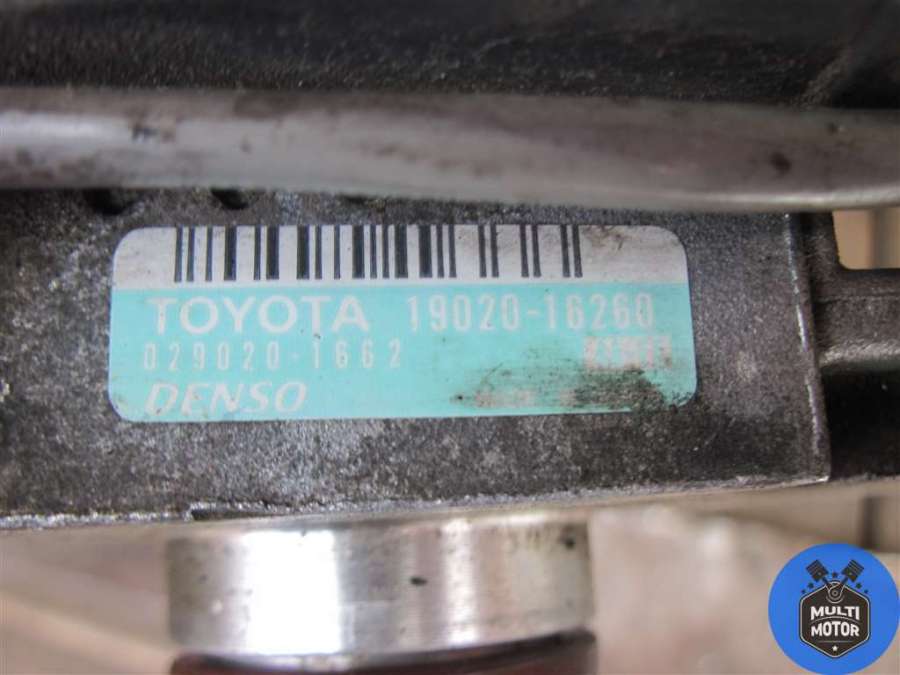 TOYOTA 19020-16260
029020-1662
DENSO
MULTI
MOTOR